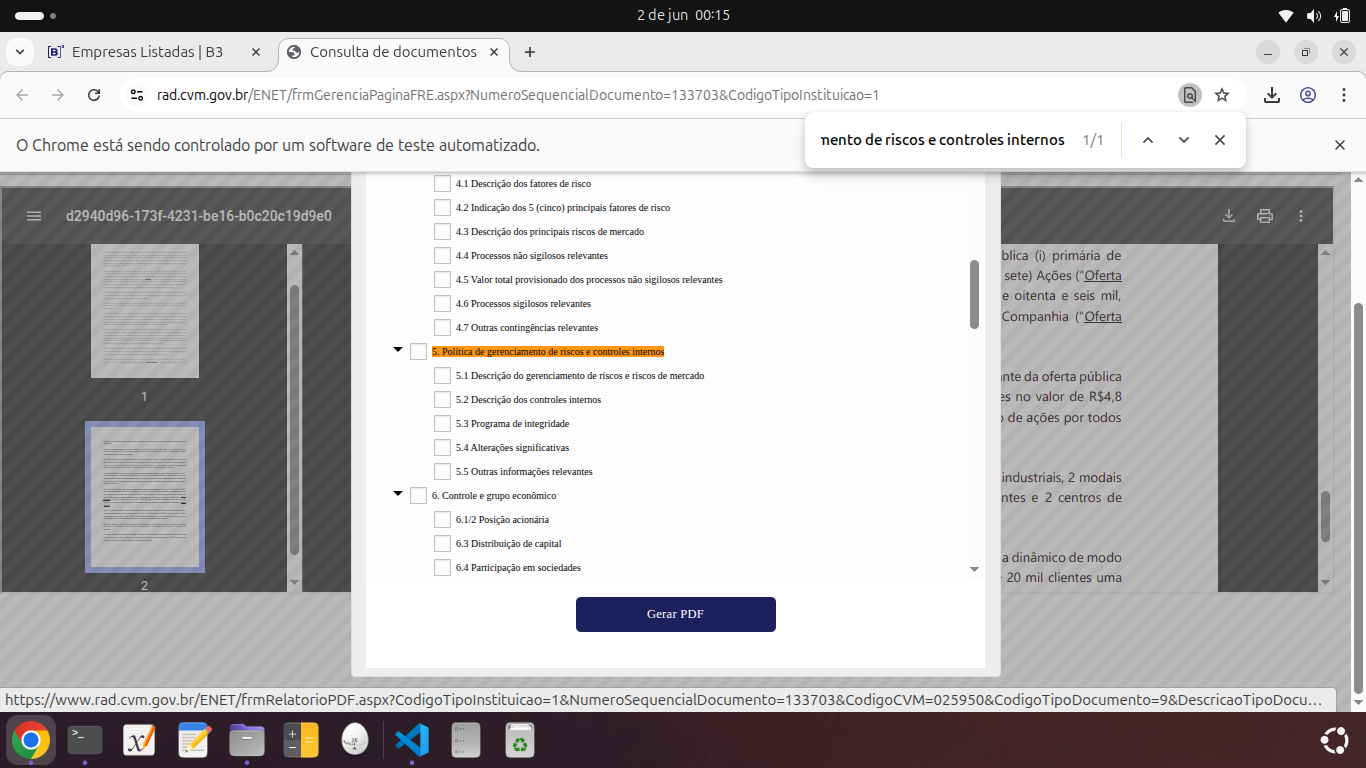 2 de jun 00:15
Empresas Listadas | B3
Consulta de documentos
rad.cvm.gov.br/ENET/frmGerenciaPaginaFRE.aspx?NumeroSequencialDocumento=133703&CodigoTipoInstituicao=1
O Chrome está sendo controlado por um software de teste automatizado.
mento de riscos e controles internos 1/1
d2940d96-173f-4231-be16-b0c20c19d9e0
1
2
4.1 Descrição dos fatores de risco
4.2 Indicação dos 5 (cinco) principais fatores de risco
4.3 Descrição dos principais riscos de mercado
4.4 Processos não sigilosos relevantes
4.5 Valor total provisionado dos processos não sigilosos relevantes
4.6 Processos sigilosos relevantes
4.7 Outras contingências relevantes
5. Política de gerenciamento de riscos e controles internos
5.1 Descrição do gerenciamento de riscos e riscos de mercado
5.2 Descrição dos controles internos
5.3 Programa de integridade
5.4 Alterações significativas
5.5 Outras informações relevantes
6. Controle e grupo econômico
6.1/2 Posição acionária
6.3 Distribuição de capital
6.4 Participação em sociedades
Gerar PDF
blica (i) primária de
sete) Ações ("Oferta
e oitenta e seis mil,
Companhia ("Oferta
nte da oferta pública
es no valor de R$4,8
o de ações por todos
industriais, 2 modais
ntes e 2 centros de
a dinâmico de modo
20 mil clientes uma
https://www.rad.cvm.gov.br/ENET/frmRelatorioPDF.aspx?CodigoTipoInstituicao=1&NumeroSequencialDocumento=133703&CodigoCVM=025950&CodigoTipoDocumento=9&DescricaoTipoDocu...